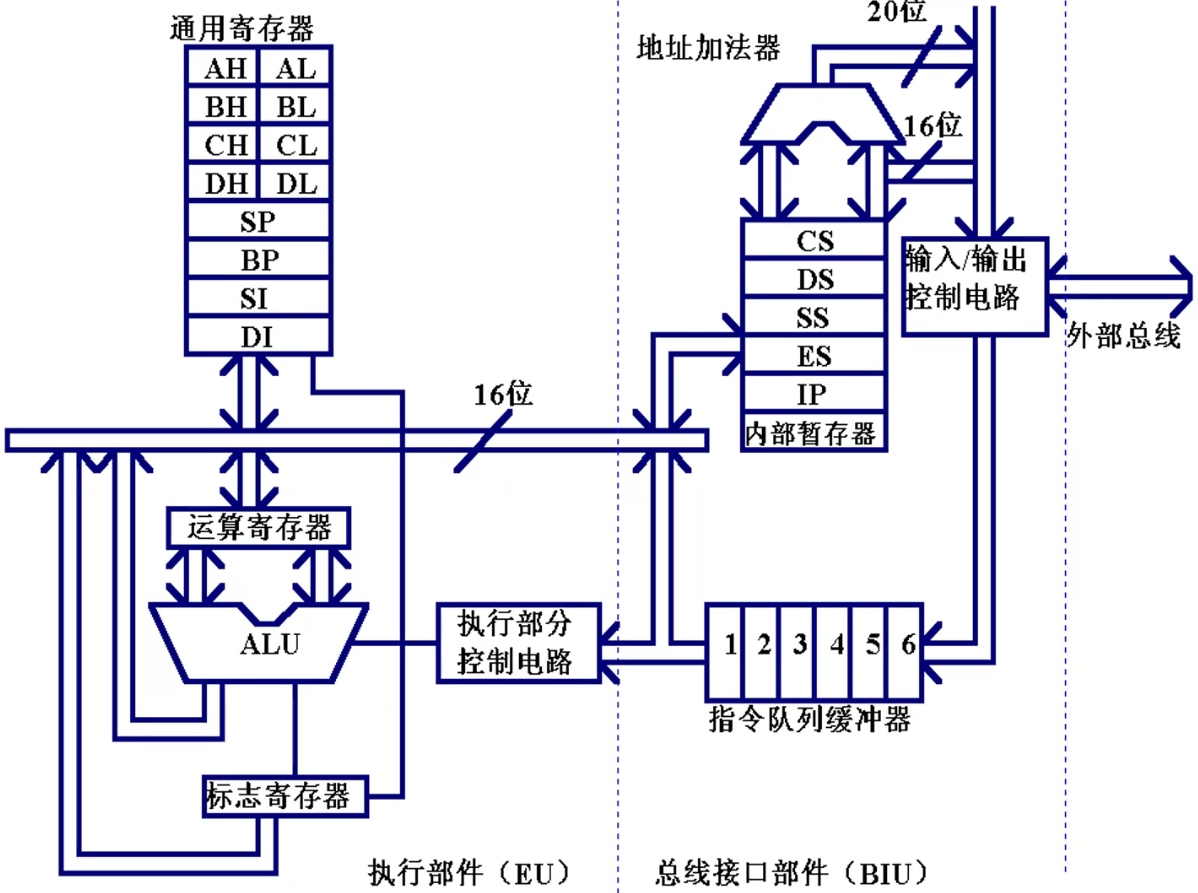 通用寄存器
AH AL
BH BL
CH CL
DH DL
SP
BP
SI
DI
16位
运算寄存器
ALU
执行部分
控制电路
标志寄存器
执行部件（EU）
20位
地址加法器
16位
CS
DS
SS
ES
IP
内部暂存器
输入/输出
控制电路
外部总线
1 2 3 4 5 6
指令队列缓冲器
总线接口部件（BIU）